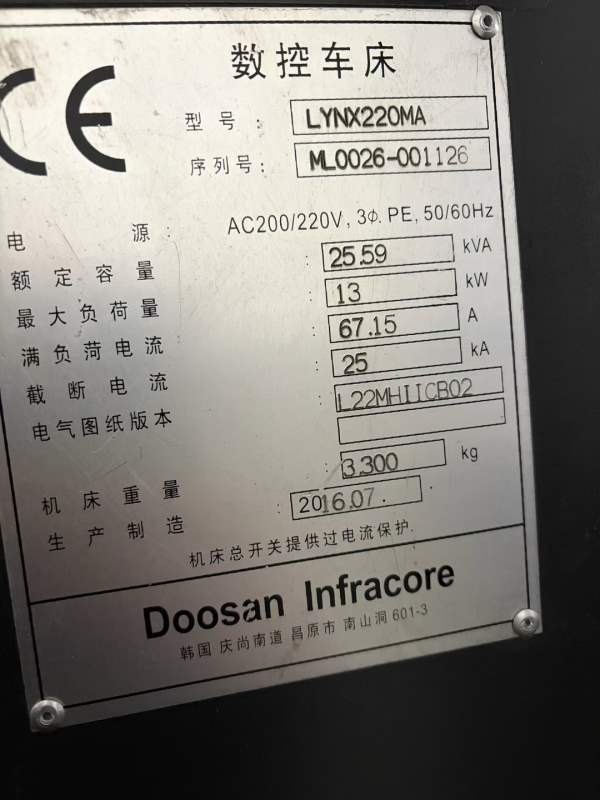 CE
数控车床
型号: LYNX220MA
序列号: ML0026-001126
电源: AC200/220V, 3Φ. PE, 50/60Hz
额定容量: 25.59 kVA
最大负荷量: 13 kW
满负荷电流: 67.15 A
截断电流: 25 kA
电气图纸版本: L22MHIICB02
机床重量: 3.300 kg
生产制造: 2016.07.
机床总开关提供过电流保护.
Doosan Infracore
韩国 庆尚南道 昌原市 南山洞 601-3